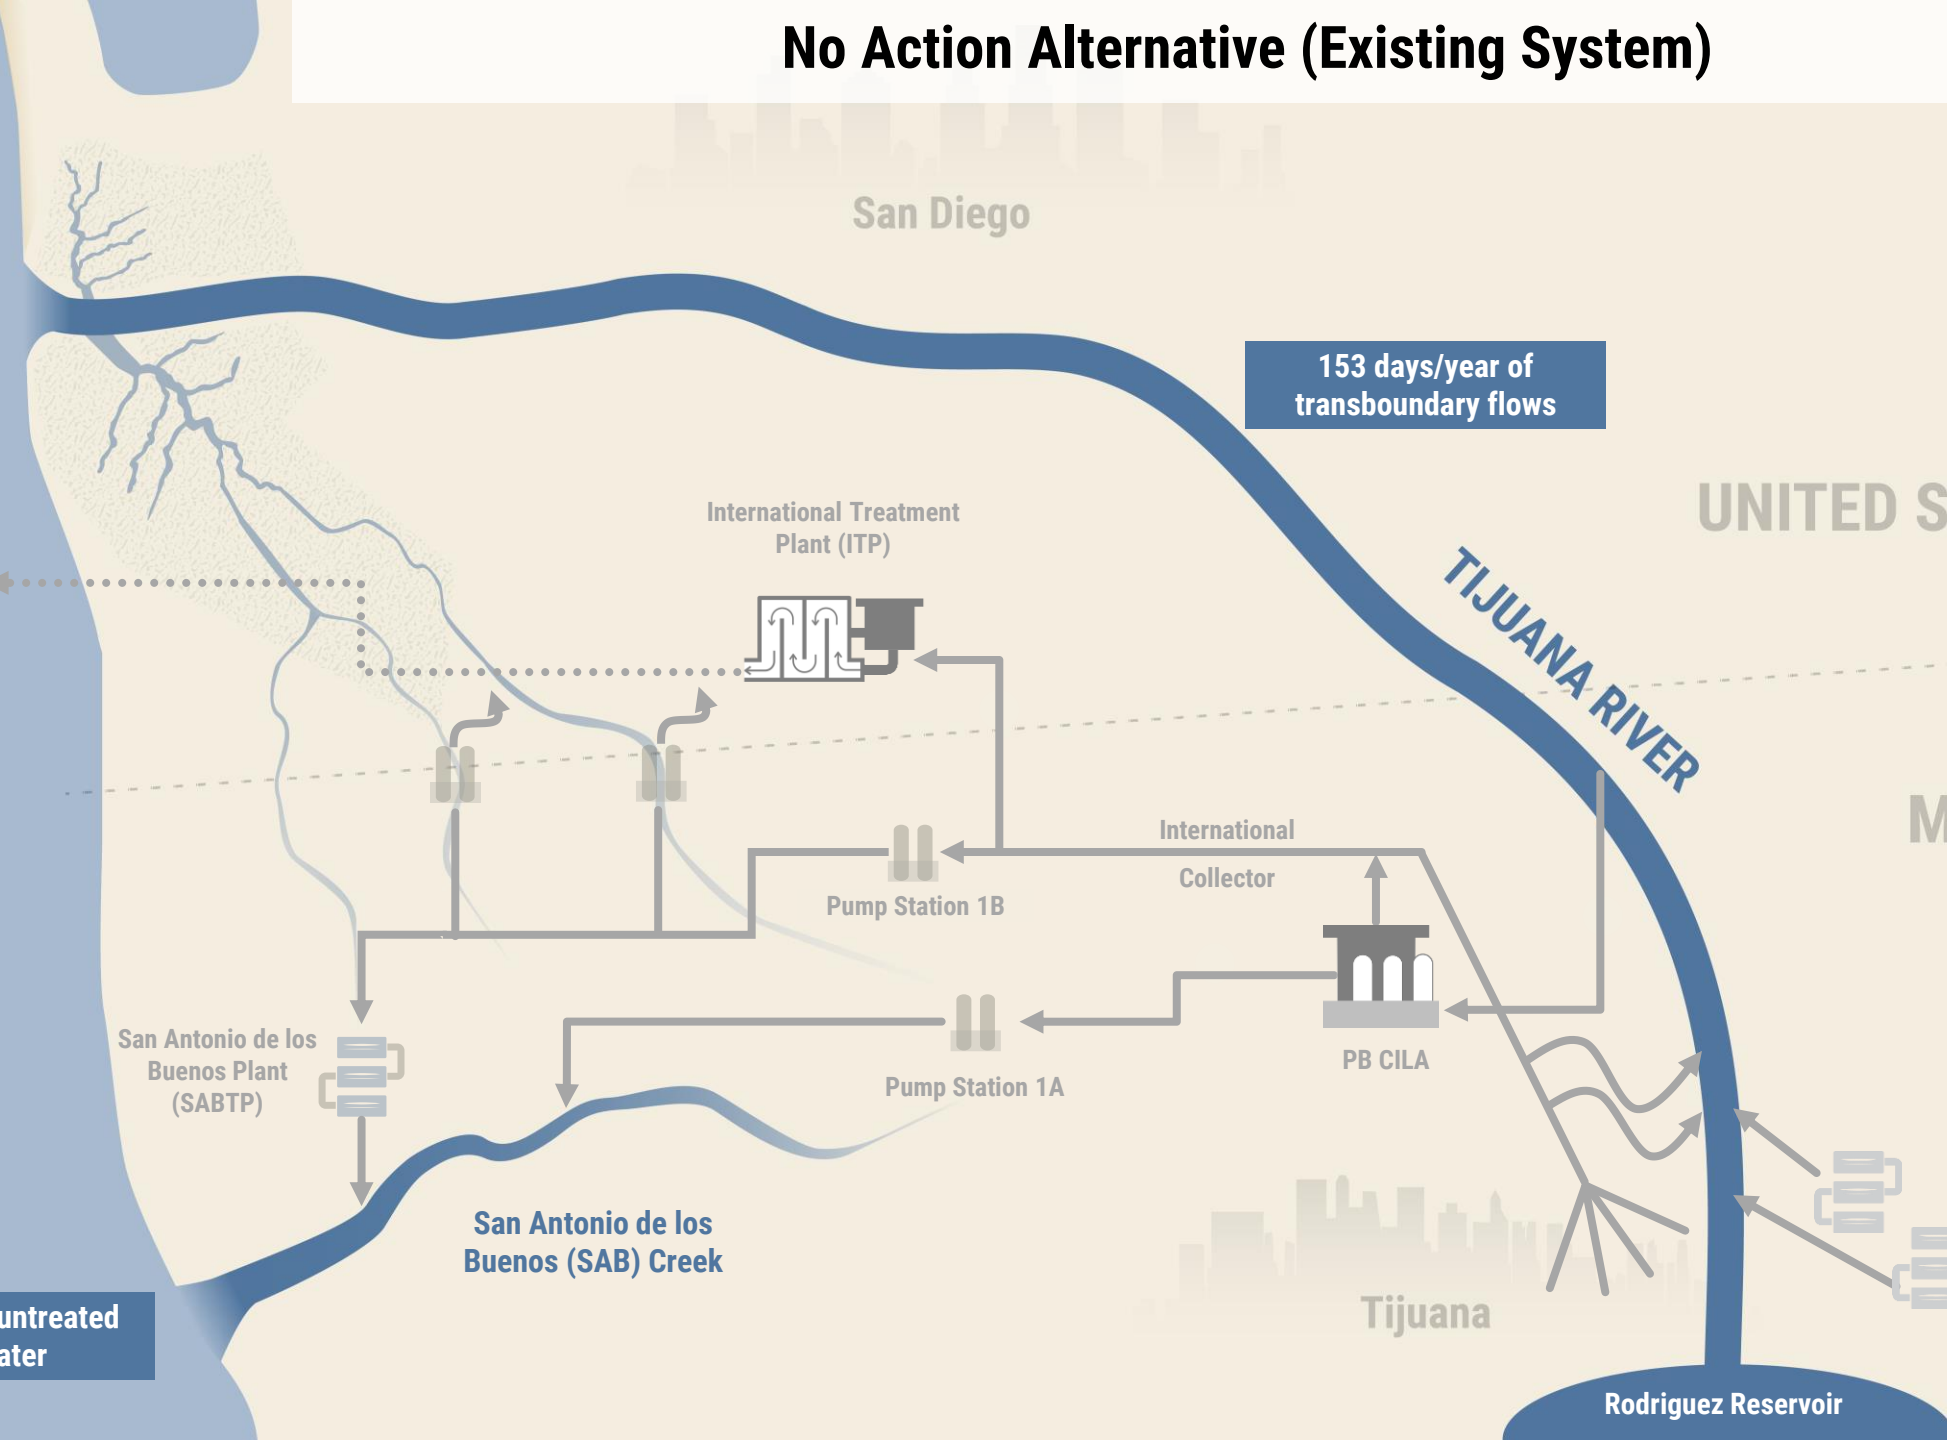 No Action Alternative (Existing System)
San Diego
153 days/year of
transboundary flows
UNITED S
International Treatment
Plant (ITP)
TIJUANA RIVER
M
International
Collector
Pump Station 1B
San Antonio de los
Buenos Plant
(SABTP)
PB CILA
Pump Station 1A
San Antonio de los
Buenos (SAB) Creek
untreated
ater
Tijuana
Rodriguez Reservoir